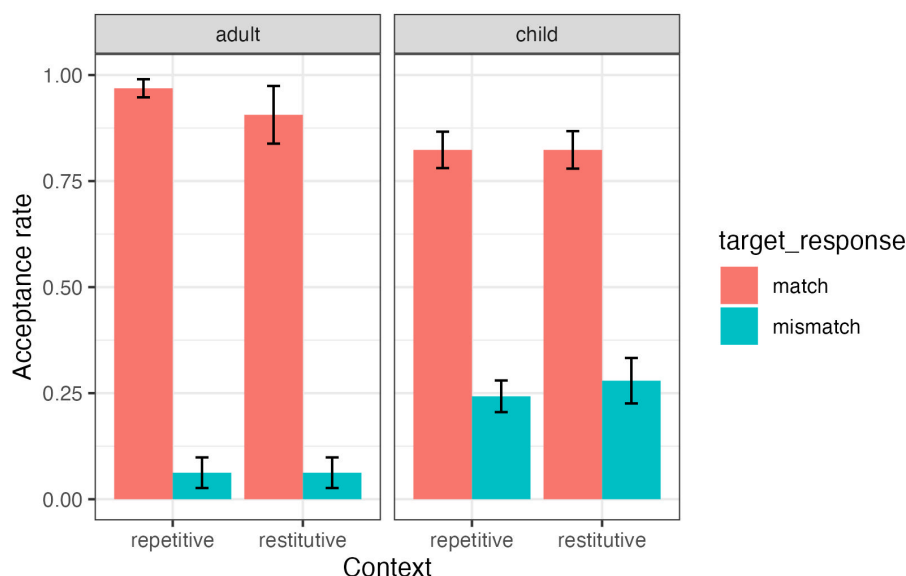 adult
child
1.00
0.75
0.50
0.25
0.00
Acceptance rate
repetitive
restitutive
repetitive
restitutive
Context
target_response
match
mismatch